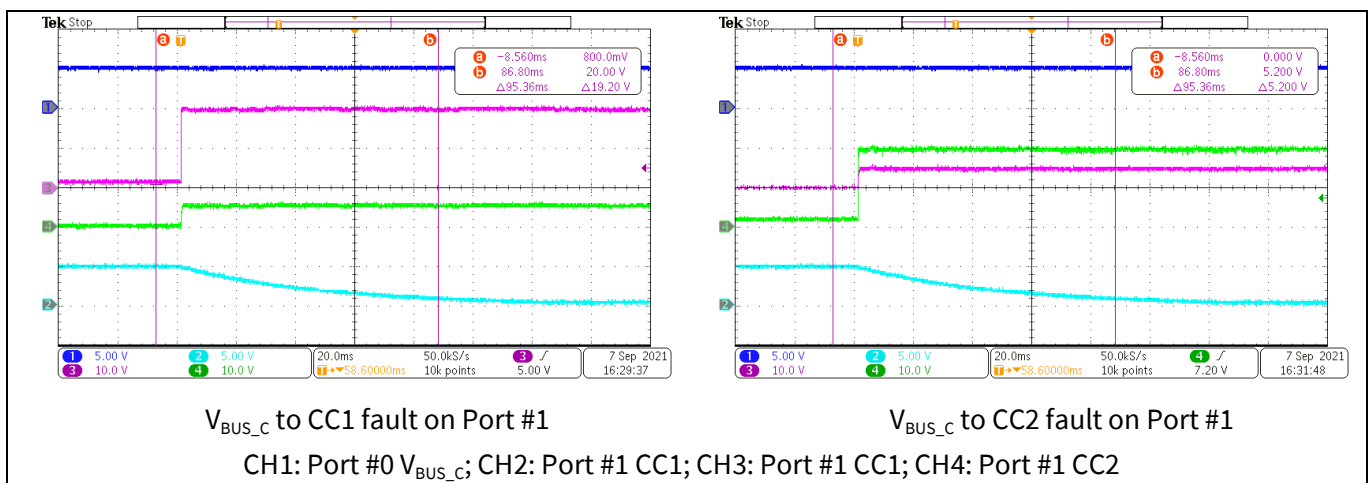 Tek Stop
a
T
b
a -8.560ms 800.0mV
b 86.80ms 20.00 V
Δ95.36ms Δ19.20 V
1
3
4
2
1 5.00 V 2 5.00 V 20.0ms 50.0kS/s 3 ∫
3 10.0 V 4 10.0 V T→▼58.60000ms 10k points 5.00 V
7 Sep 2021
16:29:37
Tek Stop
T
a
T
b
a -8.560ms 0.000 V
b 86.80ms 5.200 V
Δ95.36ms Δ5.200 V
1
3
4
2
1 5.00 V 2 5.00 V 20.0ms 50.0kS/s 4 ∫
3 10.0 V 4 10.0 V T→▼58.60000ms 10k points 7.20 V
7 Sep 2021
16:31:48
VBUS_C to CC1 fault on Port #1
VBUS_C to CC2 fault on Port #1
CH1: Port #0 VBUS_C; CH2: Port #1 CC1; CH3: Port #1 CC1; CH4: Port #1 CC2